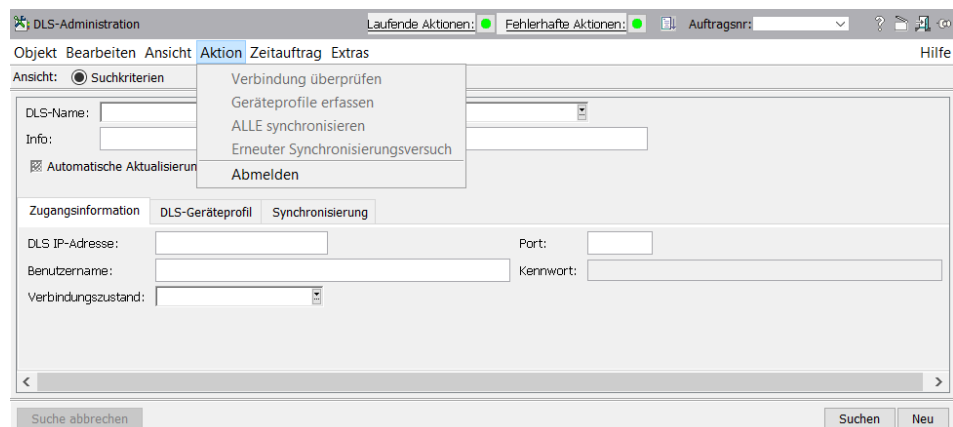 DLS-Administration Laufende Aktionen: Fehlerhafte Aktionen: Auftragsnr: ?
Objekt Bearbeiten Ansicht Aktion Zeitauftrag Extras Hilfe
Ansicht: Suchkriterien
Verbindung überprüfen
Geräteprofile erfassen
ALLE synchronisieren
Erneuter Synchronisierungsversuch
Abmelden
DLS-Name:
Info:
Automatische Aktualisierun
Zugangsinformation DLS-Geräteprofil Synchronisierung
DLS IP-Adresse: Port:
Benutzername: Kennwort:
Verbindungszustand:
Suche abbrechen Suchen Neu